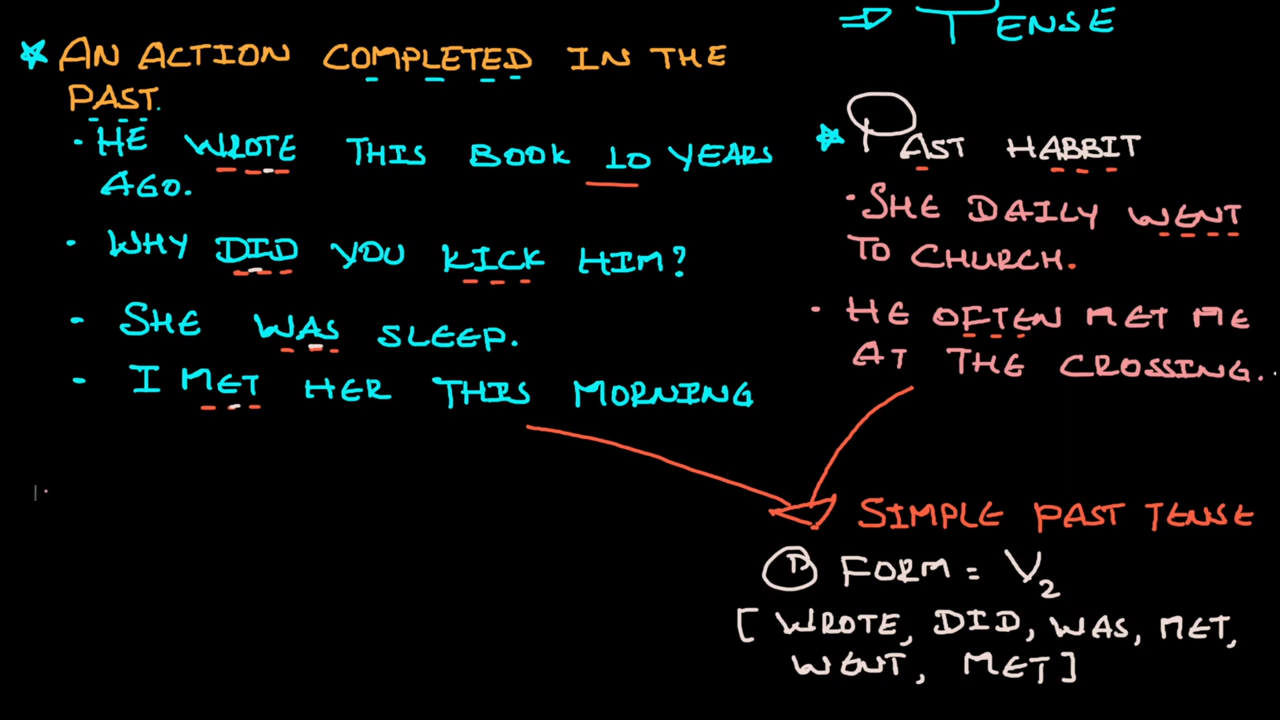 ⇒ TENSE
* AN ACTION COMPLETED IN THE
PAST.
· HE WROTE THIS BOOK 10 YEARS
AGO.
· WHY DID YOU KICK HIM?
· SHE WAS SLEEP.
· I MET HER THIS MORNING
* PAST HABBIT
· SHE DAILY WENT
TO CHURCH.
· HE OFTEN MET ME
AT THE CROSSING.
SIMPLE PAST TENSE
FORM = V2
[ WROTE, DID, WAS, MET,
WENT, MET ]